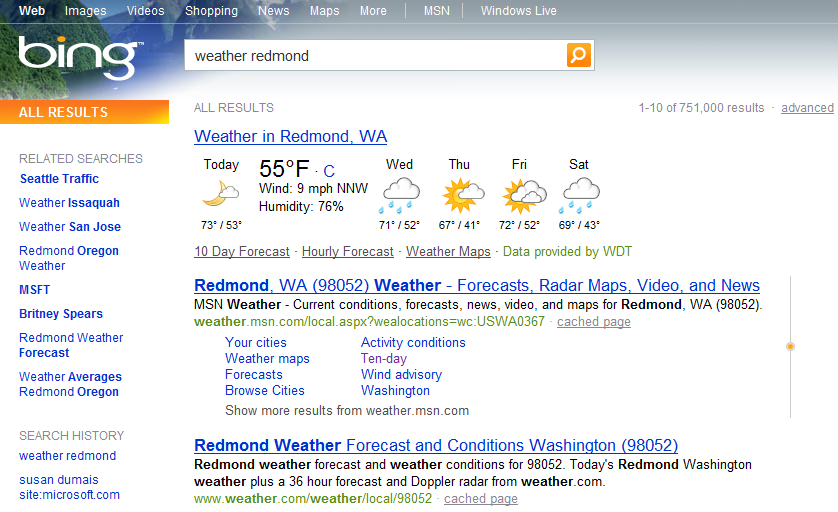 Web Images Videos Shopping News Maps More MSN Windows Live
bing™
weather redmond
ALL RESULTS
RELATED SEARCHES
Seattle Traffic
Weather Issaquah
Weather San Jose
Redmond Oregon
Weather
MSFT
Britney Spears
Redmond Weather
Forecast
Weather Averages
Redmond Oregon
SEARCH HISTORY
weather redmond
susan dumais
site:microsoft.com
ALL RESULTS
1-10 of 751,000 results · advanced
Weather in Redmond, WA
Today
55°F · C
Wind: 9 mph NNW
Humidity: 76%
73° / 53°
Wed
71° / 52°
Thu
67° / 41°
Fri
72° / 52°
Sat
69° / 43°
10 Day Forecast · Hourly Forecast · Weather Maps · Data provided by WDT
Redmond, WA (98052) Weather - Forecasts, Radar Maps, Video, and News
MSN Weather - Current conditions, forecasts, news, video, and maps for Redmond, WA (98052).
weather.msn.com/local.aspx?wealocations=wc:USWA0367 · cached page
Your cities Activity conditions
Weather maps Ten-day
Forecasts Wind advisory
Browse Cities Washington
Show more results from weather.msn.com
Redmond Weather Forecast and Conditions Washington (98052)
Redmond weather forecast and weather conditions for 98052. Today's Redmond Washington
weather plus a 36 hour forecast and Doppler radar from weather.com.
www.weather.com/weather/local/98052 · cached page